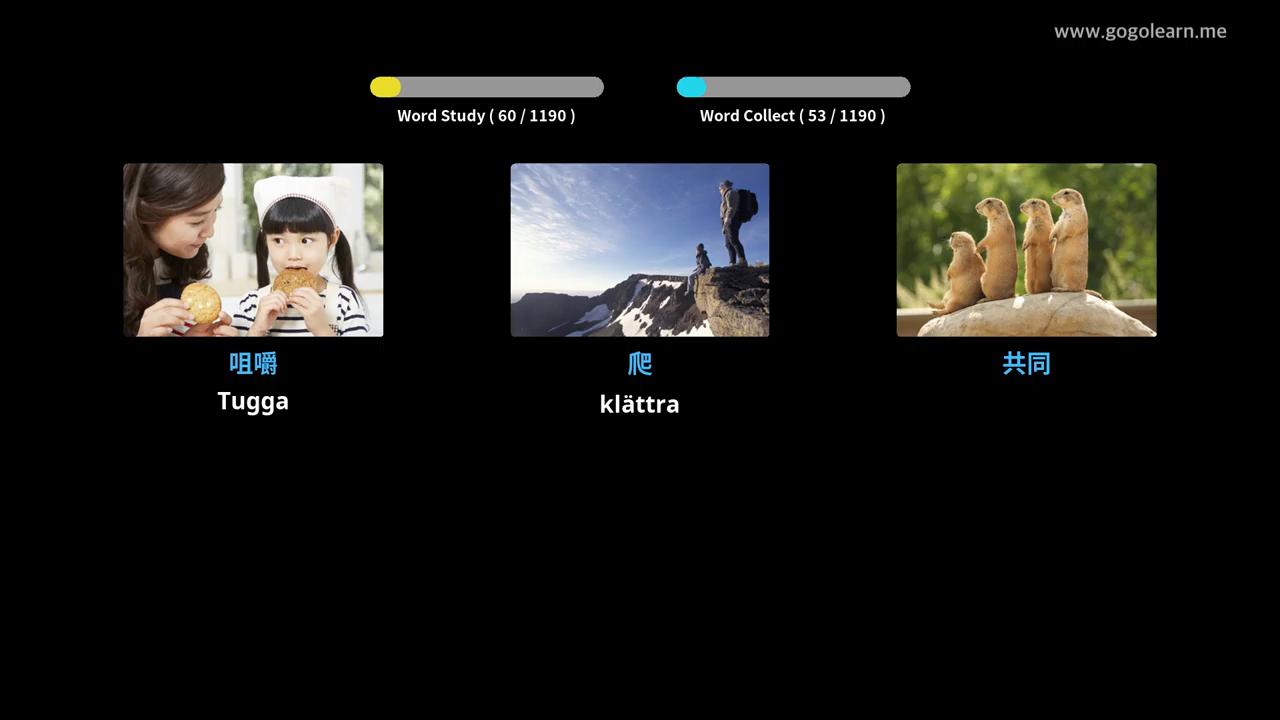 www.gogolearn.me
Word Study ( 60 / 1190 )
Word Collect ( 53 / 1190 )
咀嚼
Tugga
爬
klättra
共同